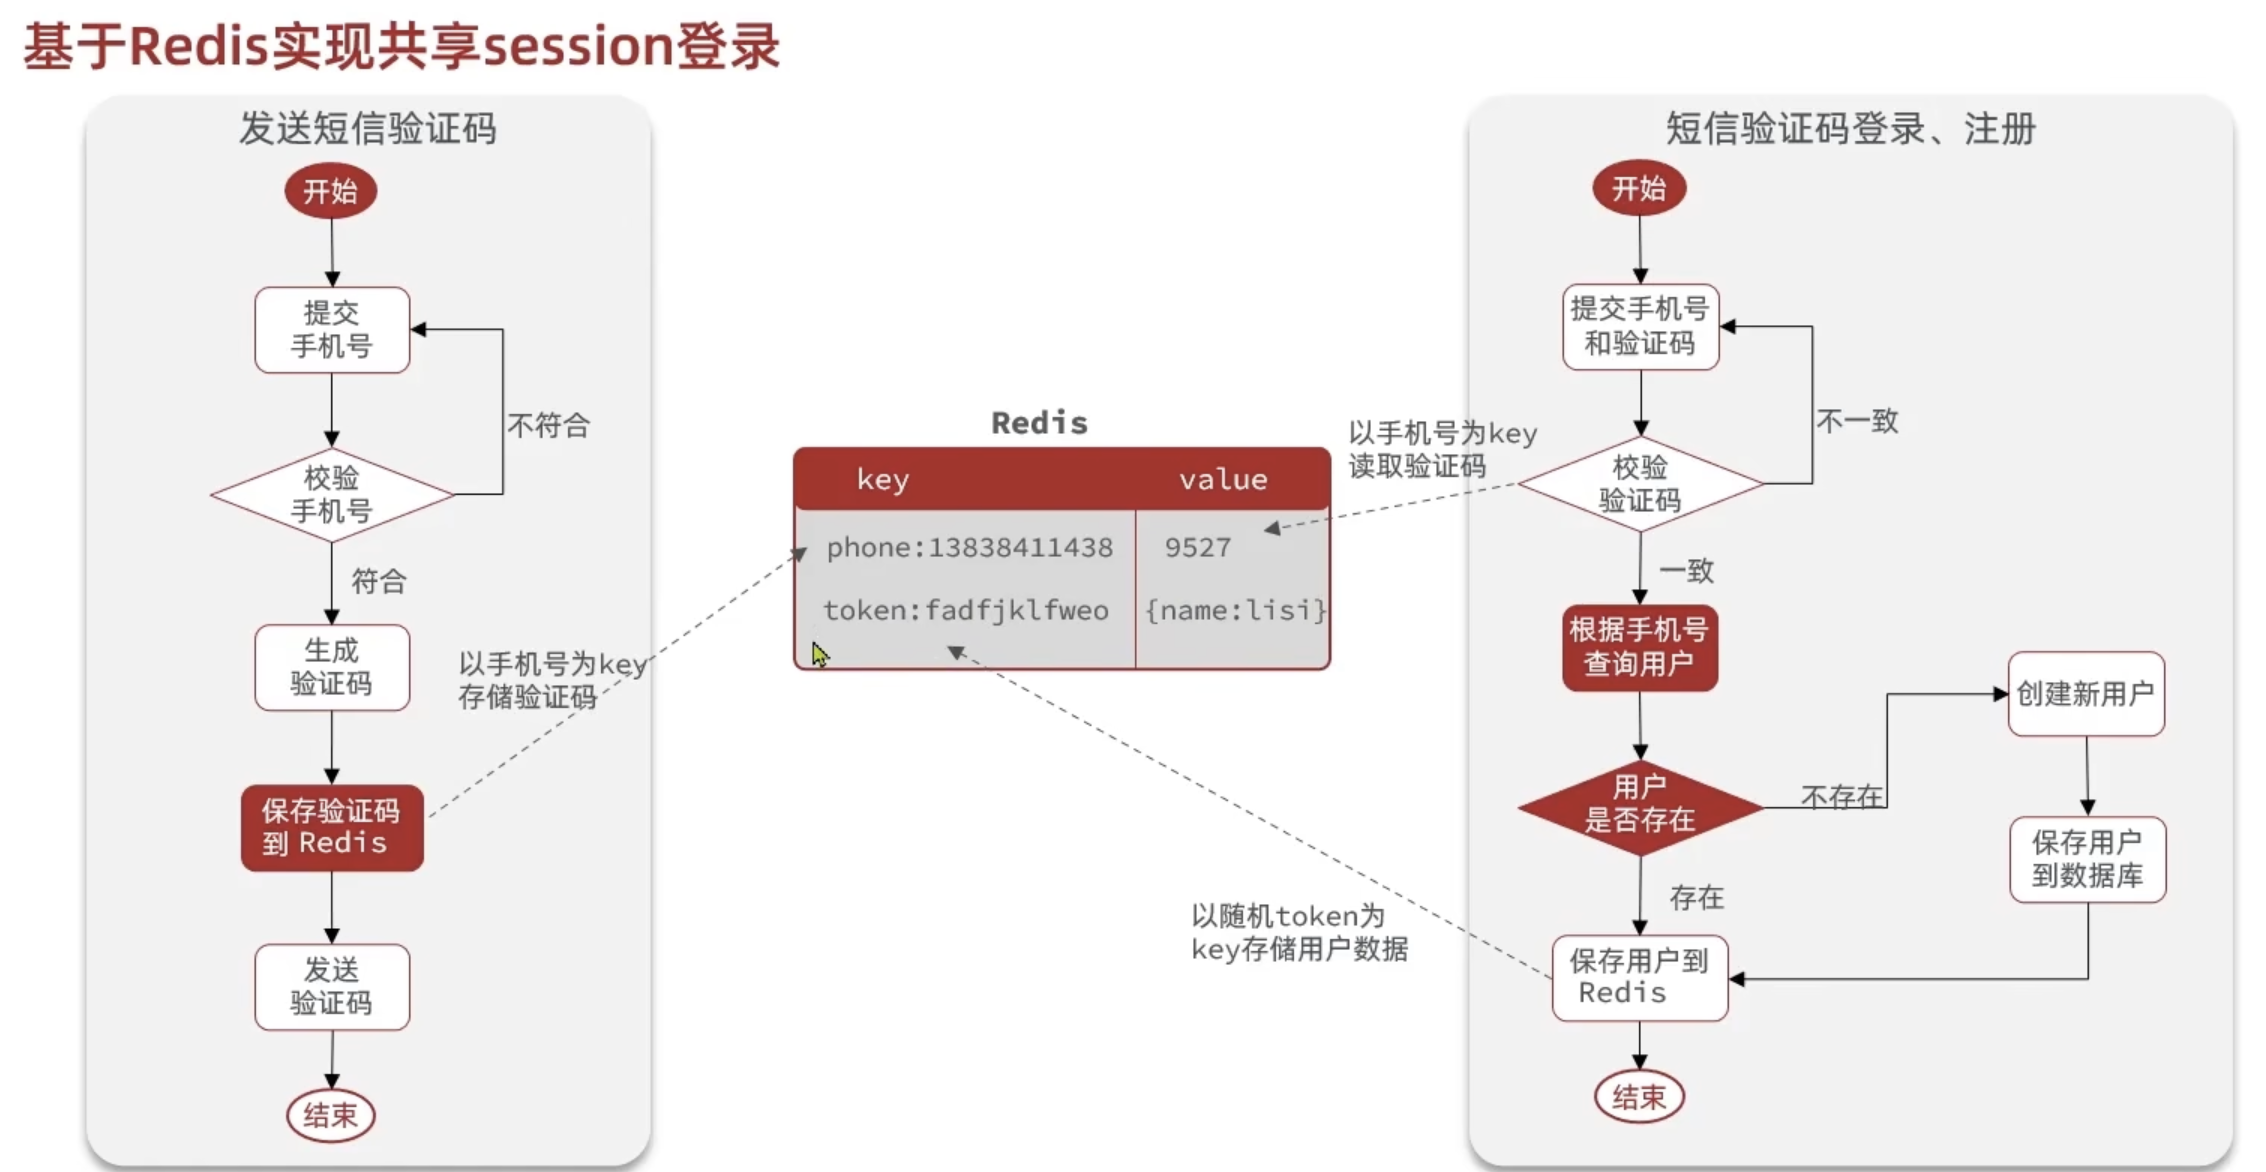 基于Redis实现共享session登录
发送短信验证码
开始
提交
手机号
不符合
校验
手机号
符合
生成
验证码
以手机号为key
存储验证码
保存验证码
到 Redis
发送
验证码
结束
Redis
key
value
phone:13838411438
9527
token:fadfjklfweo
{name:lisi}
以手机号为key
读取验证码
以随机token为
key存储用户数据
短信验证码登录、注册
开始
提交手机号
和验证码
不一致
校验
验证码
一致
根据手机号
查询用户
用户
是否存在
不存在
创建新用户
保存用户
到数据库
存在
保存用户到
Redis
结束